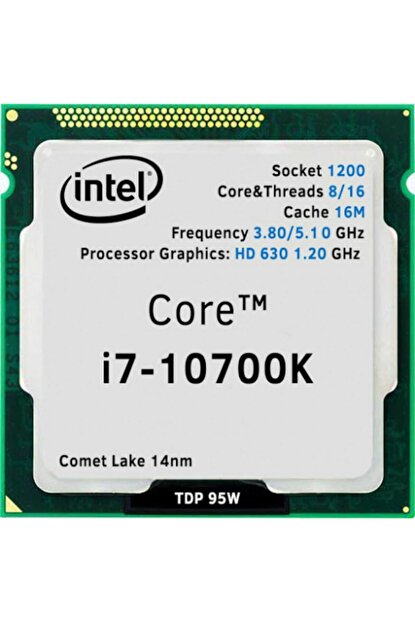 intel
Socket 1200
Core&Threads 8/16
Cache 16M
Frequency 3.80/5.10 GHz
Processor Graphics: HD 630 1.20 GHz
Core™
i7-10700K
Comet Lake 14nm
TDP 95W